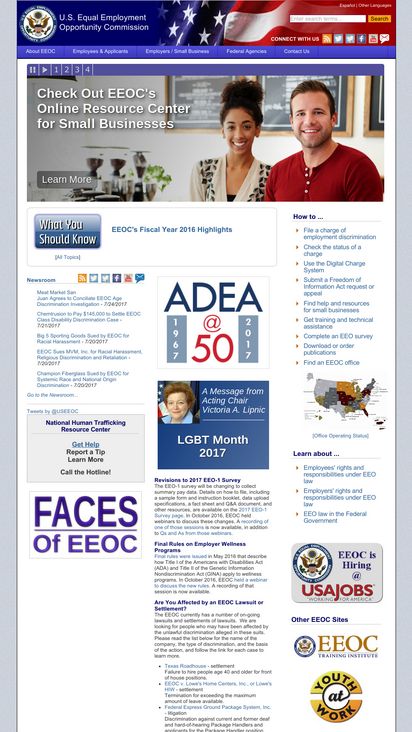 Español | Other Languages
U.S. Equal Employment
Opportunity Commission
Enter search terms...
Search
CONNECT WITH US
About EEOC
Employees & Applicants
Employers / Small Business
Federal Agencies
Contact Us
1 2 3 4
Check Out EEOC's
Online Resource Center
for Small Businesses
Learn More
What You
Should Know
[All Topics]
EEOC's Fiscal Year 2016 Highlights
Newsroom
Meat Market San
Juan Agrees to Conciliate EEOC Age
Discrimination Investigation - 7/24/2017
Chemtrusion to Pay $145,000 to Settle EEOC
Class Disability Discrimination Case -
7/21/2017
Big 5 Sporting Goods Sued by EEOC for
Racial Harassment - 7/20/2017
EEOC Sues MVM, Inc. for Racial Harassment,
Religious Discrimination and Retaliation -
7/20/2017
Champion Fiberglass Sued by EEOC for
Systemic Race and National Origin
Discrimination - 7/20/2017
Go to the Newsroom...
Tweets by @USEEOC
National Human Trafficking
Resource Center
Get Help
Report a Tip
Learn More
Call the Hotline!
FACES
OF EEOC
ADEA
1967 @ 2017
50
A Message from
Acting Chair
Victoria A. Lipnic
LGBT Month
2017
Revisions to 2017 EEO-1 Survey
The EEO-1 survey will be changing to collect
summary pay data. Details on how to file, including
a sample form and instruction booklet, data upload
specifications, a fact sheet and Q&A document, and
other resources, are available on the 2017 EEO-1
Survey page. In October 2016, EEOC held
webinars to discuss these changes. A recording of
one of those sessions is now available, in addition
to Qs and As from those webinars.
Final Rules on Employer Wellness
Programs
Final rules were issued in May 2016 that describe
how Title I of the Americans with Disabilities Act
(ADA) and Title II of the Genetic Information
Nondiscrimination Act (GINA) apply to wellness
programs. In October 2016, EEOC held a webinar
to discuss the new rules. A recording of that
session is now available.
Are You Affected by an EEOC Lawsuit or
Settlement?
The EEOC currently has a number of on-going
lawsuits and settlements of lawsuits. We are
looking for people who may have been affected by
the unlawful discrimination alleged in these suits.
Please read the list below for the name of the
company, the type of discrimination, and the basis
of the action, and follow the link for each case to
learn more.
Texas Roadhouse - settlement
Failure to hire people age 40 and older for front
of house positions.
EEOC v. Lowe's Home Centers, Inc., or Lowe's
HIW - settlement
Termination for exceeding the maximum
amount of leave available.
Federal Express Ground Package System, Inc.
- litigation
Discrimination against current and former deaf
and hard-of-hearing Package Handlers and
applicants for the Package Handler position
How to ...
File a charge of
employment discrimination
Check the status of a
charge
Use the Digital Charge
System
Submit a Freedom of
Information Act request or
appeal
Find help and resources
for small businesses
Get training and technical
assistance
Complete an EEO survey
Download or order
publications
Find an EEOC office
[Office Operating Status]
Learn about ...
Employees' rights and
responsibilities under EEO
law
Employers' rights and
responsibilities under EEO
law
EEO law in the Federal
Government
EEOC is
Hiring
@
USAJOBS
"WORKING FOR AMERICA"
Other EEOC Sites
EEOC
TRAINING INSTITUTE
YOUTH
at
WORK